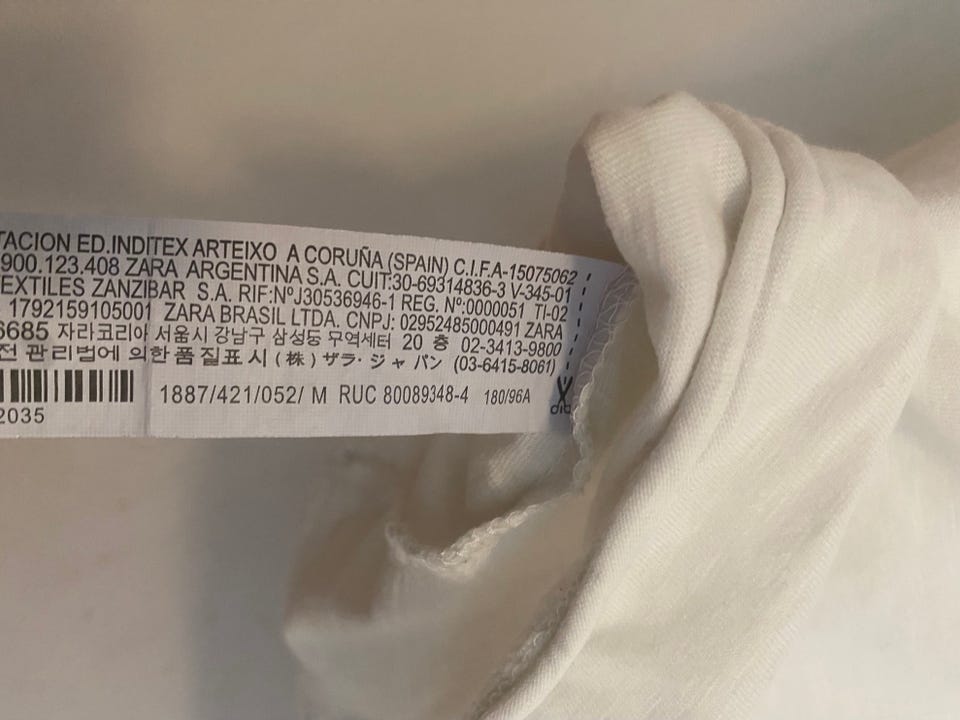 TACION ED.INDITEX ARTEIXO A CORUÑA (SPAIN) C.I.F.A-15075062
900.123.408 ZARA ARGENTINA S.A. CUIT:30-69314836-3 V-345-01
TEXTILES ZANZIBAR S.A. RIF:NºJ30536946-1 REG. Nº:0000051 TI-02
1792159105001 ZARA BRASIL LTDA. CNPJ: 02952485000491 ZARA
6685 자라코리아 서울시 강남구 삼성동 무역세터 20 층 02-3413-9800
전 관리법에 의한품질표시 (株) ザラ・ジャパン (03-6415-8061)
1887/421/052/ M RUC 80089348-4 180/96A
2035